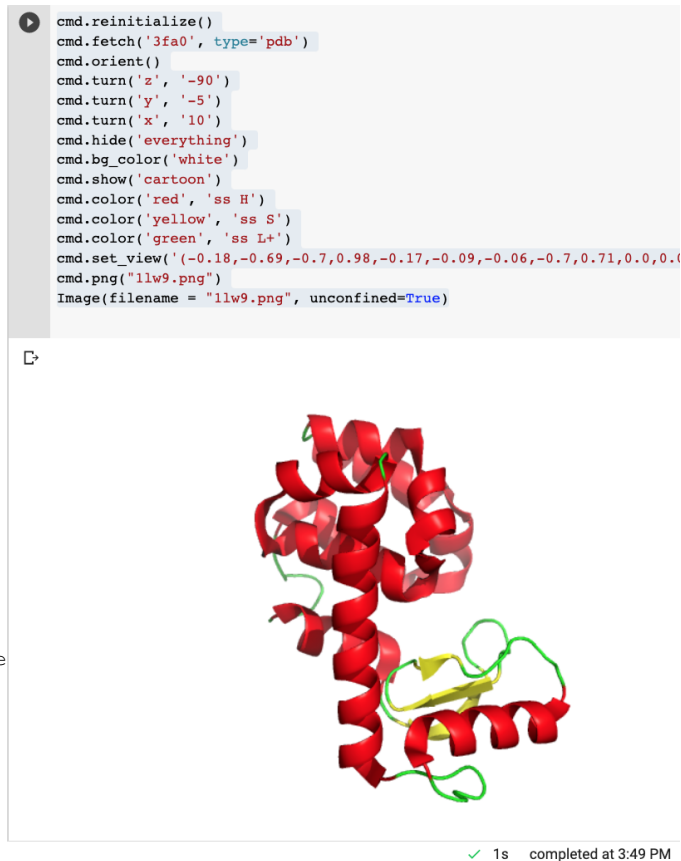 cmd.reinitialize()
cmd.fetch('3fa0', type='pdb')
cmd.orient()
cmd.turn('z', '-90')
cmd.turn('y', '-5')
cmd.turn('x', '10')
cmd.hide('everything')
cmd.bg_color('white')
cmd.show('cartoon')
cmd.color('red', 'ss H')
cmd.color('yellow', 'ss S')
cmd.color('green', 'ss L+')
cmd.set_view('(-0.18,-0.69,-0.7,0.98,-0.17,-0.09,-0.06,-0.7,0.71,0.0,0.0
cmd.png("1lw9.png")
Image(filename = "1lw9.png", unconfined=True)
e
✓ 1s completed at 3:49 PM